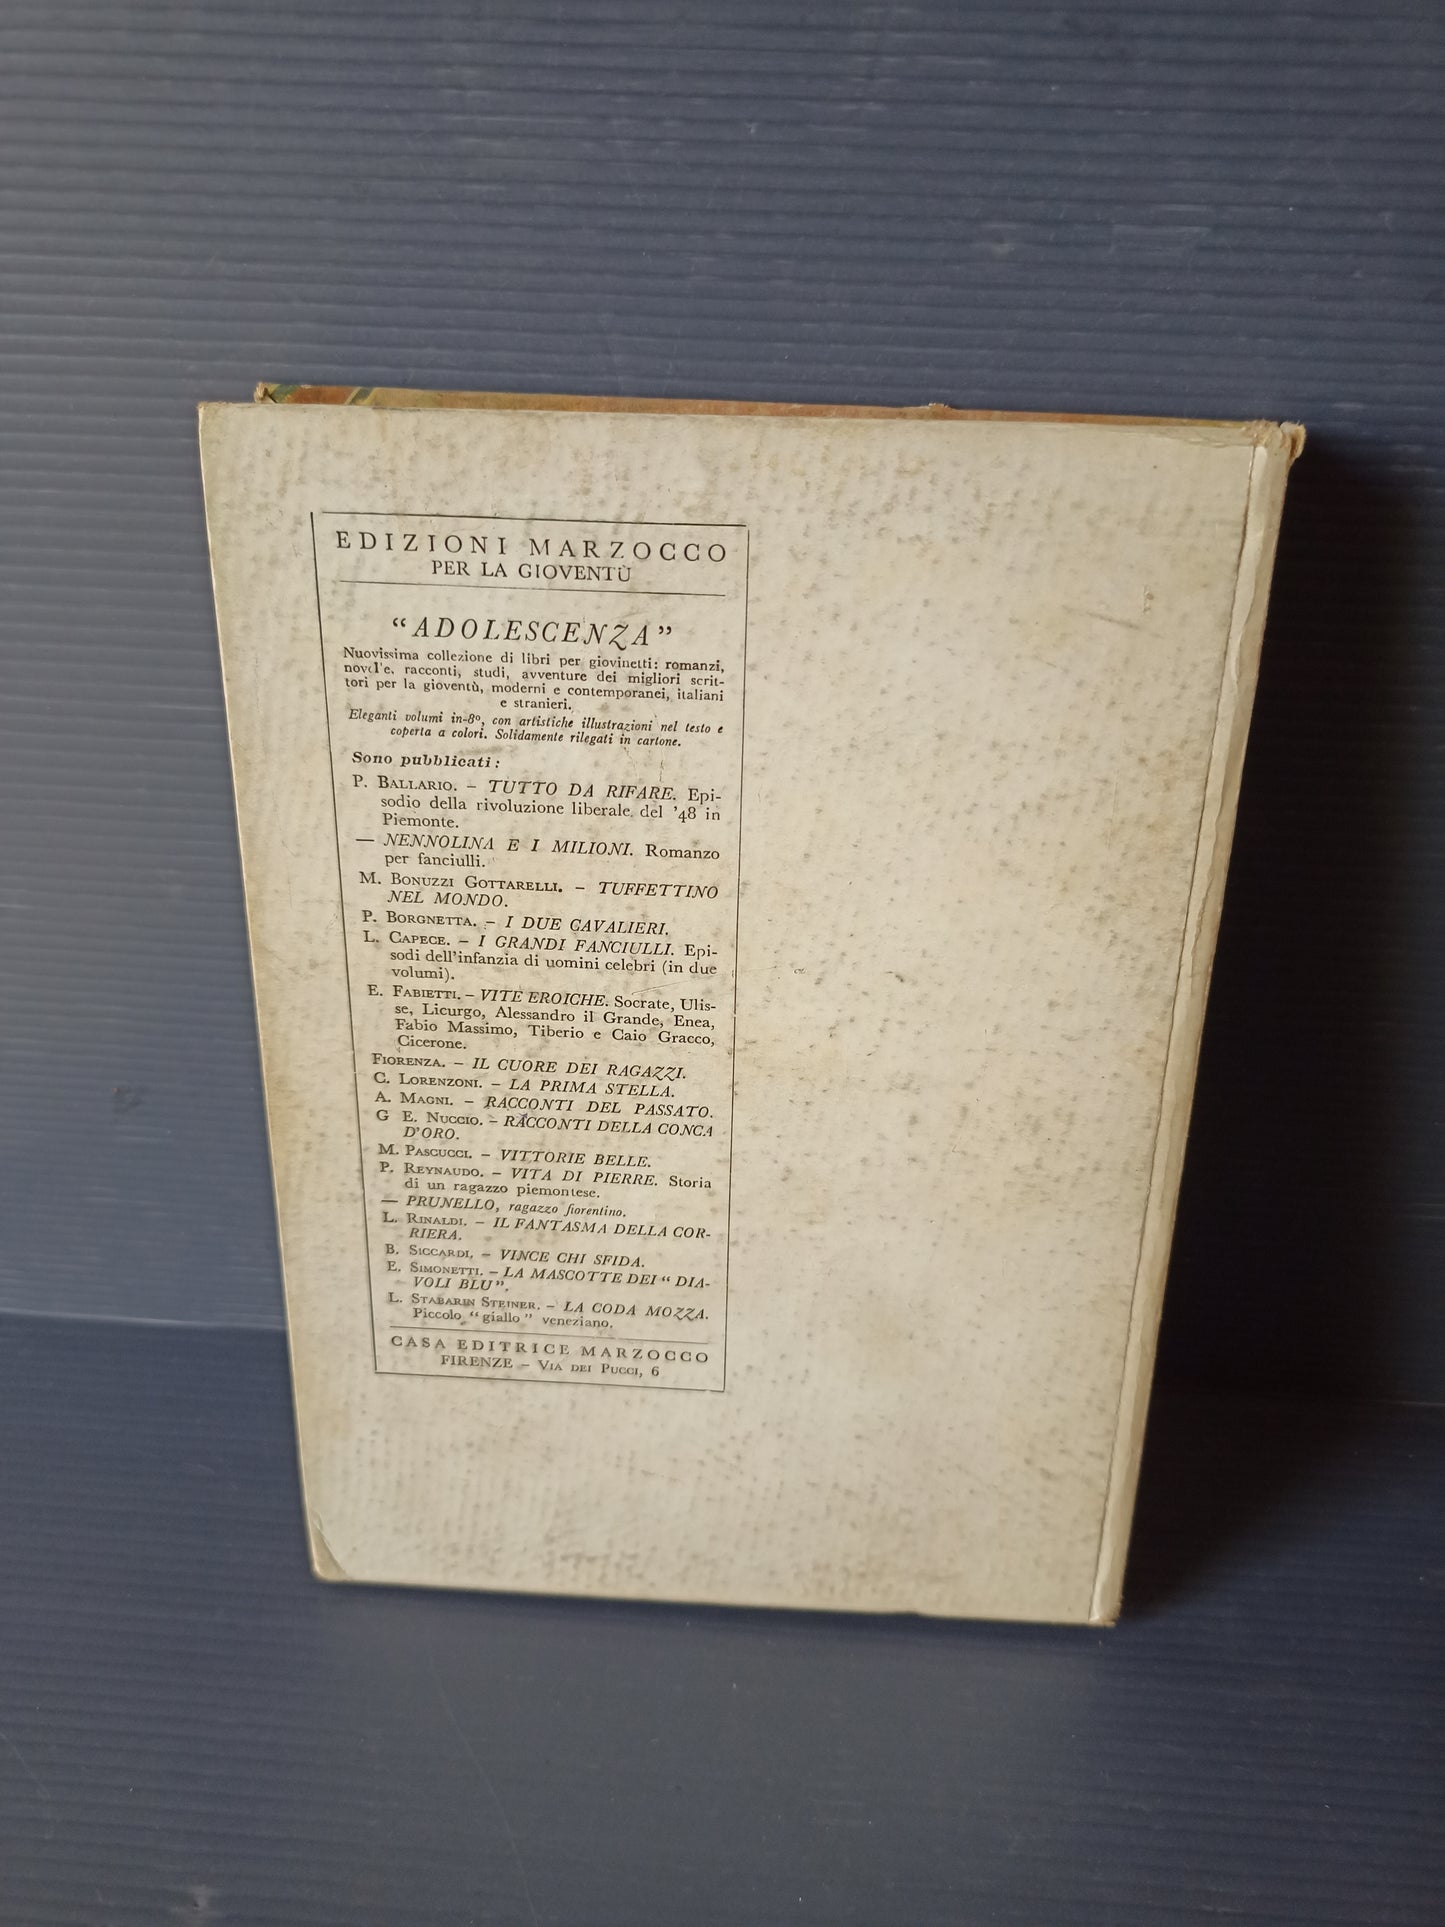 EDIZIONI MARZOCCO
PER LA GIOVENTÙ
“ADOLESCENZA”
Nuovissima collezione di libri per giovinetti: romanzi,
novelle, racconti, studi, avventure dei migliori scrit-
tori per la gioventù, moderni e contemporanei, italiani
e stranieri.
Eleganti volumi in-8º, con artistiche illustrazioni nel testo e
coperta a colori. Solidamente rilegati in cartone.
Sono pubblicati:
P. BALLARIO. – TUTTO DA RIFARE. Epi-
sodio della rivoluzione liberale del ’48 in
Piemonte.
— NENNOLINA E I MILIONI. Romanzo
per fanciulli.
M. BONUZZI GOTTARELLI. – TUFFETTINO
NEL MONDO.
P. BORGNETTA. – I DUE CAVALIERI.
L. CAPECE. – I GRANDI FANCIULLI. Epi-
sodi dell’infanzia di uomini celebri (in due
volumi).
E. FABIETTI. – VITE EROICHE. Socrate, Ulis-
se, Licurgo, Alessandro il Grande, Enea,
Fabio Massimo, Tiberio e Caio Gracco,
Cicerone.
FIORENZA. – IL CUORE DEI RAGAZZI.
C. LORENZONI. – LA PRIMA STELLA.
A. MAGNI. – RACCONTI DEL PASSATO.
G E. NUCCIO. – RACCONTI DELLA CONCA
D’ORO.
M. PASCUCCI. – VITTORIE BELLE.
P. REYNAUDO. – VITA DI PIERRE. Storia
di un ragazzo piemontese.
— PRUNELLO, ragazzo fiorentino.
L. RINALDI. – IL FANTASMA DELLA COR-
RIERA.
B. SICCARDI. – VINCE CHI SFIDA.
E. SIMONETTI. – LA MASCOTTE DEI “ DIA-
VOLI BLU”.
L. STABARIN STEINER. – LA CODA MOZZA.
Piccolo “giallo” veneziano.
CASA EDITRICE MARZOCCO
FIRENZE – VIA DEI PUCCI, 6